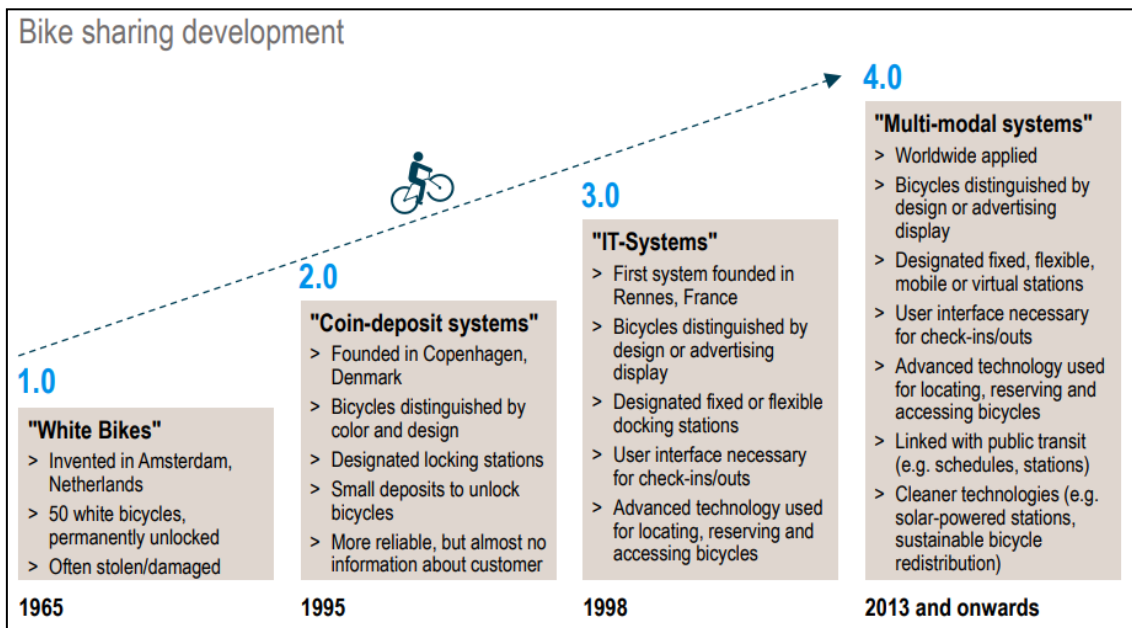 Bike sharing development
1.0
"White Bikes"
> Invented in Amsterdam,
Netherlands
> 50 white bicycles,
permanently unlocked
> Often stolen/damaged
1965
2.0
"Coin-deposit systems"
> Founded in Copenhagen,
Denmark
> Bicycles distinguished by
color and design
> Designated locking stations
> Small deposits to unlock
bicycles
> More reliable, but almost no
information about customer
1995
3.0
"IT-Systems"
> First system founded in
Rennes, France
> Bicycles distinguished by
design or advertising
display
> Designated fixed or flexible
docking stations
> User interface necessary
for check-ins/outs
> Advanced technology used
for locating, reserving and
accessing bicycles
1998
4.0
"Multi-modal systems"
> Worldwide applied
> Bicycles distinguished by
design or advertising
display
> Designated fixed, flexible,
mobile or virtual stations
> User interface necessary
for check-ins/outs
> Advanced technology used
for locating, reserving and
accessing bicycles
> Linked with public transit
(e.g. schedules, stations)
> Cleaner technologies (e.g.
solar-powered stations,
sustainable bicycle
redistribution)
2013 and onwards